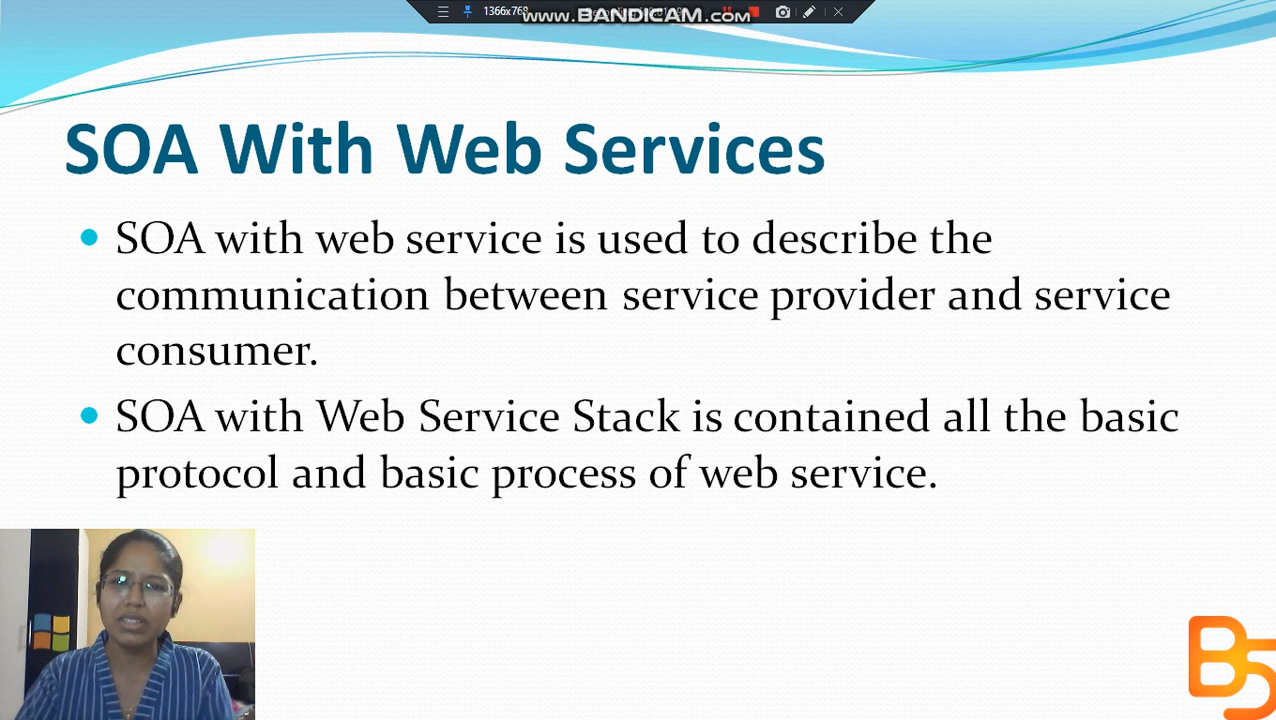 1366x768
www.BANDICAM.com
SOA With Web Services
SOA with web service is used to describe the
communication between service provider and service
consumer.
SOA with Web Service Stack is contained all the basic
protocol and basic process of web service.
B5